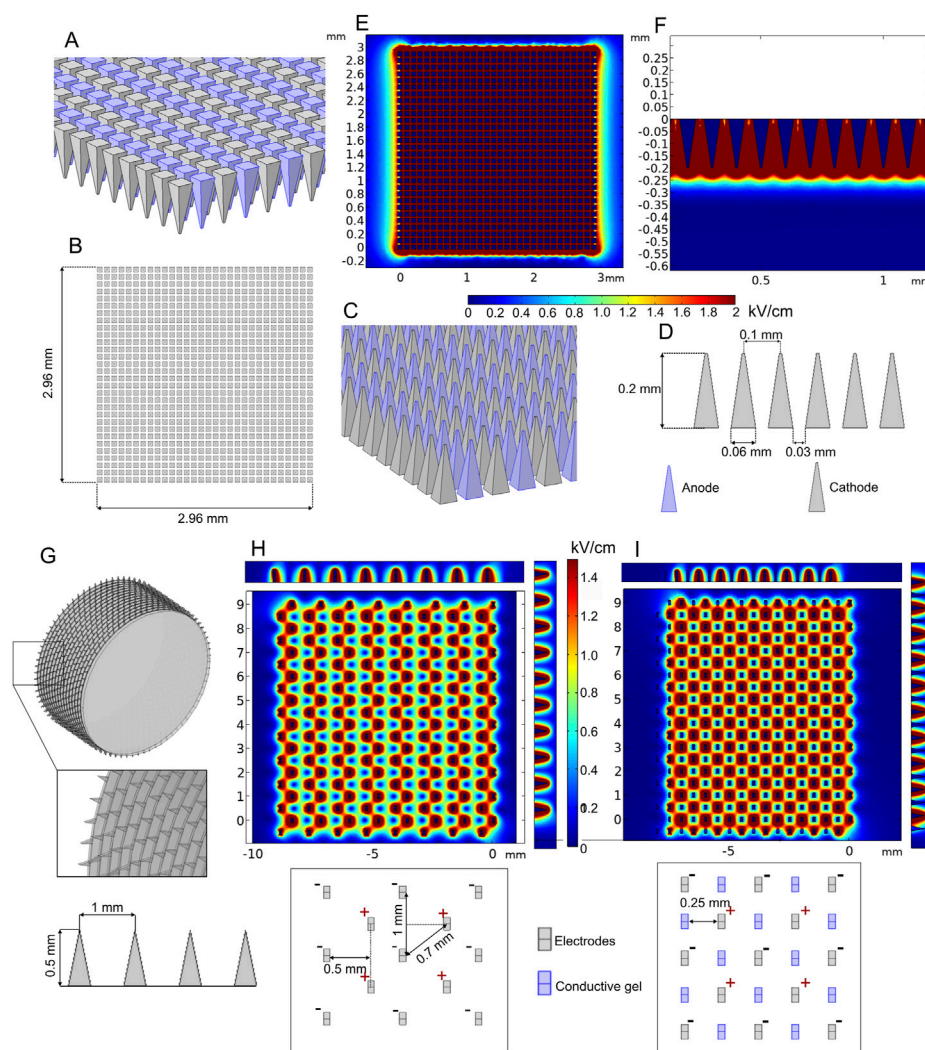 A
B
2.96 mm
2.96 mm
E
mm
3
2.8
2.6
2.4
2.2
2
1.8
1.6
1.4
1.2
1
0.8
0.6
0.4
0.2
0
-0.2
0 1 2 3mm
F
mm
0.25
0.2
0.15
0.1
0.05
0
-0.05
-0.1
-0.15
-0.2
-0.25
-0.3
-0.35
-0.4
-0.45
-0.5
-0.55
-0.6
0.5 1 mm
0 0.2 0.4 0.6 0.8 1 1.2 1.4 1.6 1.8 2
kV/cm
C
D
0.1 mm
0.2 mm
0.06 mm 0.03 mm
Anode
Cathode
G
1 mm
0.5 mm
H
9
8
7
6
5
4
3
2
1
0
-10 -5 0 mm
kV/cm
1.4
1.2
1
0.8
0.6
0.4
0
I
9
8
7
6
5
4
3
2
1
0
-5 0 mm
- - -
+ +
1 mm
- - -
0.7 mm
0.5 mm
+ +
- - -
Electrodes
Conductive gel
- - -
0.25 mm
+ +
- - -
+ +
- - -